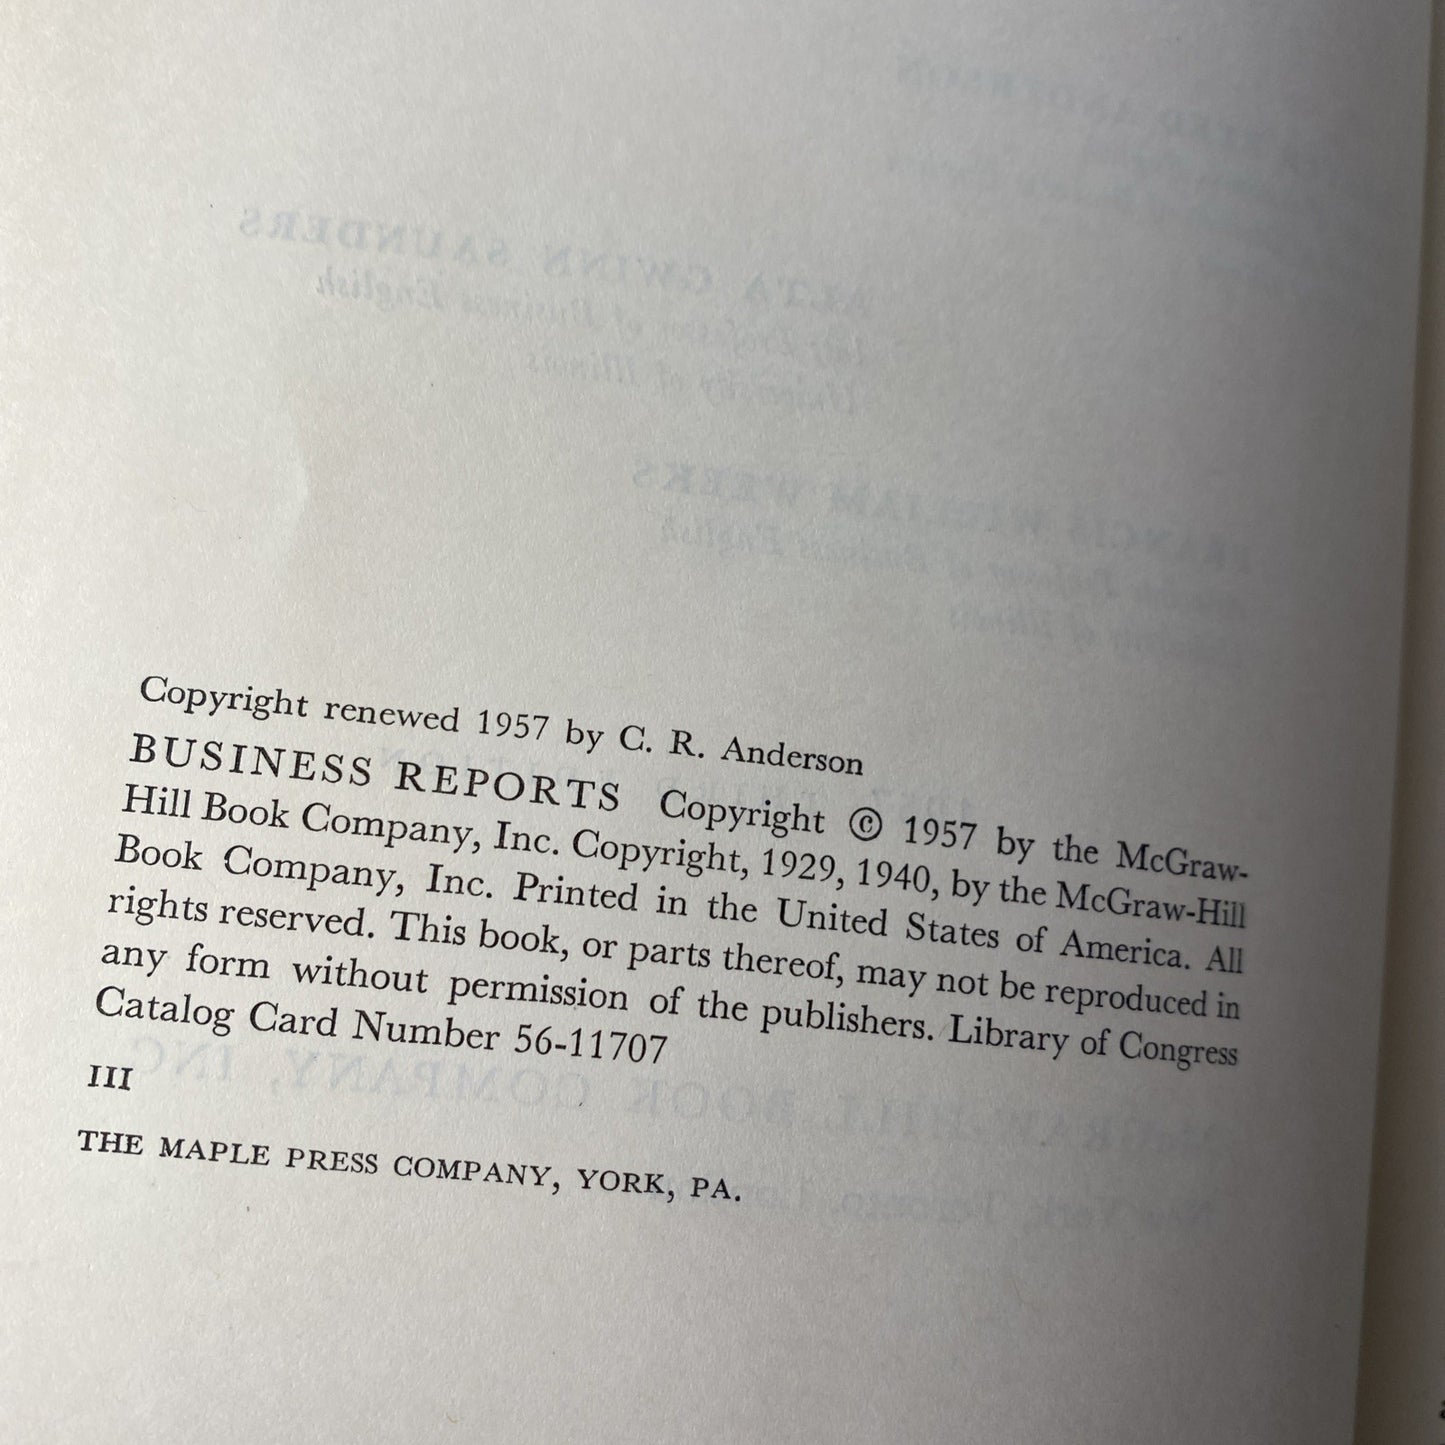 Copyright renewed 1957 by C. R. Anderson
BUSINESS REPORTS Copyright © 1957 by the McGraw-
Hill Book Company, Inc. Copyright, 1929, 1940, by the McGraw-Hill
Book Company, Inc. Printed in the United States of America. All
rights reserved. This book, or parts thereof, may not be reproduced in
any form without permission of the publishers. Library of Congress
Catalog Card Number 56-11707
III
THE MAPLE PRESS COMPANY, YORK, PA.